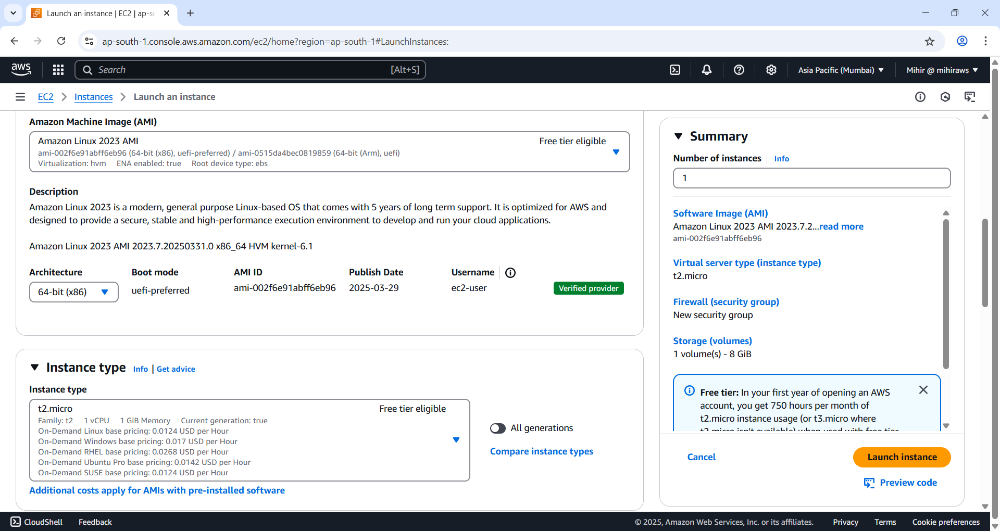 Launch an instance | EC2 | ap-so
ap-south-1.console.aws.amazon.com/ec2/home?region=ap-south-1#LaunchInstances:
aws
Search
[Alt+S]
Asia Pacific (Mumbai)
Mihir @ mihiraws
EC2
Instances
Launch an instance
Amazon Machine Image (AMI)
Amazon Linux 2023 AMI
Free tier eligible
ami-002f6e91abff6eb96 (64-bit (x86), uefi-preferred) / ami-0515da4bec0819859 (64-bit (Arm), uefi)
Virtualization: hvm ENA enabled: true Root device type: ebs
Description
Amazon Linux 2023 is a modern, general purpose Linux-based OS that comes with 5 years of long term support. It is optimized for AWS and
designed to provide a secure, stable and high-performance execution environment to develop and run your cloud applications.
Amazon Linux 2023 AMI 2023.7.20250331.0 x86_64 HVM kernel-6.1
Architecture Boot mode AMI ID Publish Date Username
64-bit (x86) uefi-preferred ami-002f6e91abff6eb96 2025-03-29 ec2-user Verified provider
Instance type Info | Get advice
Instance type
t2.micro
Free tier eligible
Family: t2 1 vCPU 1 GiB Memory Current generation: true
On-Demand Linux base pricing: 0.0124 USD per Hour
On-Demand Windows base pricing: 0.017 USD per Hour
On-Demand RHEL base pricing: 0.0268 USD per Hour
On-Demand Ubuntu Pro base pricing: 0.0142 USD per Hour
On-Demand SUSE base pricing: 0.0124 USD per Hour
All generations
Compare instance types
Additional costs apply for AMIs with pre-installed software
Summary
Number of instances Info
1
Software Image (AMI)
Amazon Linux 2023 AMI 2023.7.2...read more
ami-002f6e91abff6eb96
Virtual server type (instance type)
t2.micro
Firewall (security group)
New security group
Storage (volumes)
1 volume(s) - 8 GiB
Free tier: In your first year of opening an AWS
account, you get 750 hours per month of
t2.micro instance usage (or t3.micro where
t2.micro isn't available) when used with free tier
Cancel
Launch instance
Preview code
CloudShell
Feedback
© 2025, Amazon Web Services, Inc. or its affiliates.
Privacy
Terms
Cookie preferences